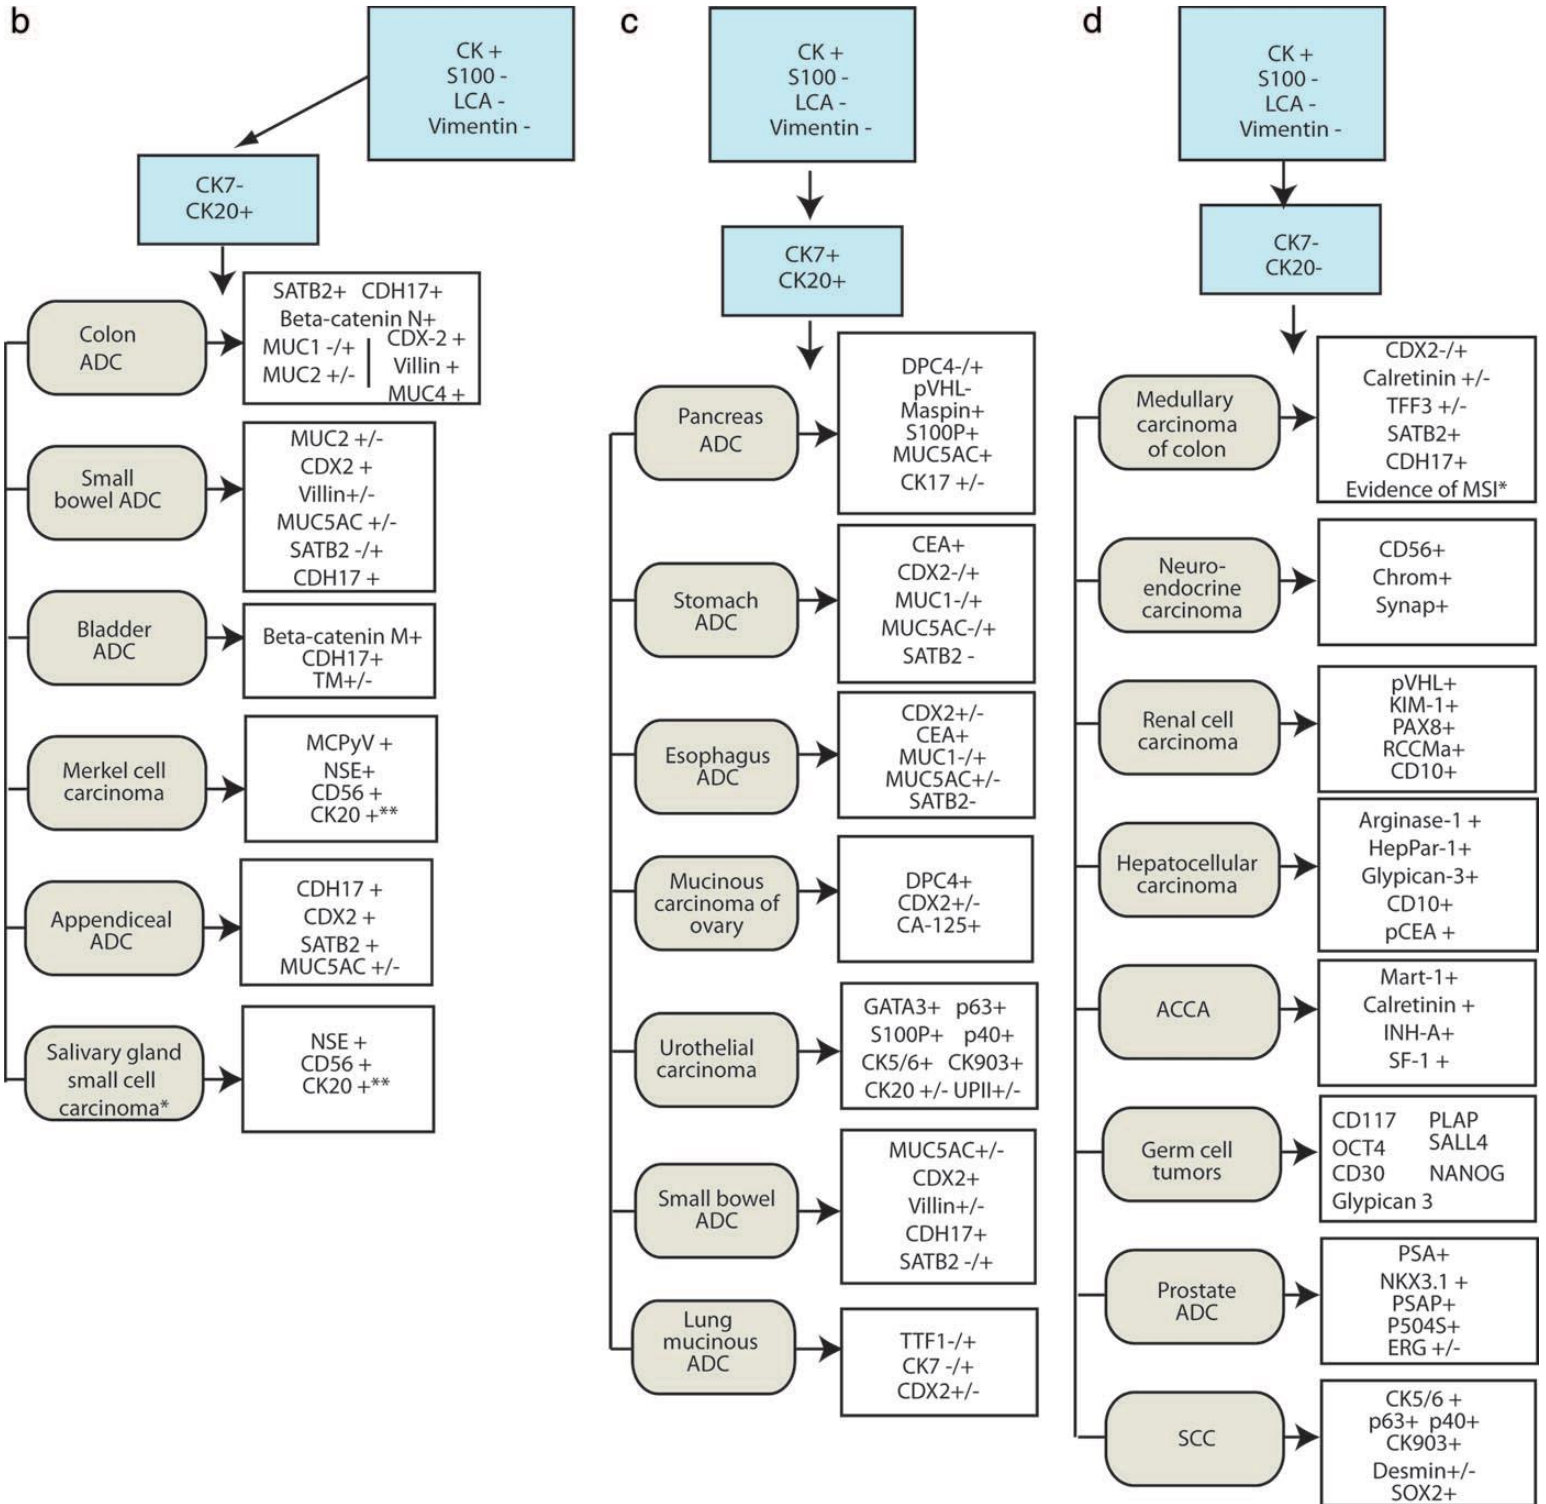 b
CK +
S100 -
LCA -
Vimentin -
CK7-
CK20+
Colon
ADC
SATB2+ CDH17+
Beta-catenin N+
MUC1 -/+
MUC2 +/-
CDX-2 +
Villin +
MUC4 +
Small
bowel ADC
MUC2 +/-
CDX2 +
Villin+/-
MUC5AC +/-
SATB2 -/+
CDH17 +
Bladder
ADC
Beta-catenin M+
CDH17+
TM+/-
Merkel cell
carcinoma
MCPyV +
NSE+
CD56 +
CK20 +**
Appendiceal
ADC
CDH17 +
CDX2 +
SATB2 +
MUC5AC +/-
Salivary gland
small cell
carcinoma*
NSE +
CD56 +
CK20 +**
c
CK +
S100 -
LCA -
Vimentin -
CK7+
CK20+
Pancreas
ADC
DPC4-/+
pVHL-
Maspin+
S100P+
MUC5AC+
CK17 +/-
Stomach
ADC
CEA+
CDX2-/+
MUC1-/+
MUC5AC-/+
SATB2 -
Esophagus
ADC
CDX2+/-
CEA+
MUC1-/+
MUC5AC+/-
SATB2-
Mucinous
carcinoma of
ovary
DPC4+
CDX2+/-
CA-125+
Urothelial
carcinoma
GATA3+ p63+
S100P+ p40+
CK5/6+ CK903+
CK20 +/- UPII+/-
Small bowel
ADC
MUC5AC+/-
CDX2+
Villin+/-
CDH17+
SATB2 -/+
Lung
mucinous
ADC
TTF1-/+
CK7 -/+
CDX2+/-
d
CK +
S100 -
LCA -
Vimentin -
CK7-
CK20-
Medullary
carcinoma
of colon
CDX2-/+
Calretinin +/-
TFF3 +/-
SATB2+
CDH17+
Evidence of MSI*
Neuro-
endocrine
carcinoma
CD56+
Chrom+
Synap+
Renal cell
carcinoma
pVHL+
KIM-1+
PAX8+
RCCMa+
CD10+
Hepatocellular
carcinoma
Arginase-1 +
HepPar-1+
Glypican-3+
CD10+
pCEA +
ACCA
Mart-1+
Calretinin +
INH-A+
SF-1 +
Germ cell
tumors
CD117 PLAP
OCT4 SALL4
CD30 NANOG
Glypican 3
Prostate
ADC
PSA+
NKX3.1 +
PSAP+
P504S+
ERG +/-
SCC
CK5/6 +
p63+ p40+
CK903+
Desmin+/-
SOX2+